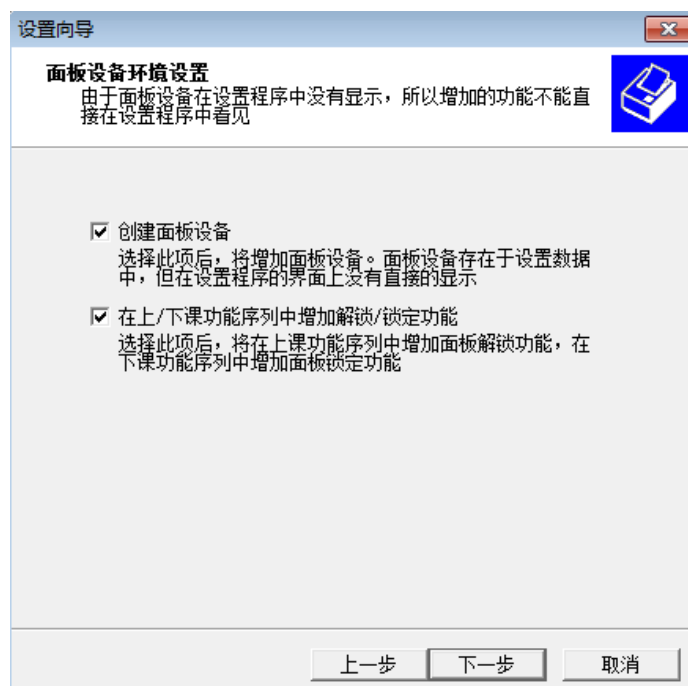 设置向导
面板设备环境设置
由于面板设备在设置程序中没有显示，所以增加的功能不能直
接在设置程序中看见
创建面板设备
选择此项后，将增加面板设备。面板设备存在于设置数据
中，但在设置程序的界面上没有直接的显示
在上/下课功能序列中增加解锁/锁定功能
选择此项后，将在上课功能序列中增加面板解锁功能，在
下课功能序列中增加面板锁定功能
上一步 下一步 取消